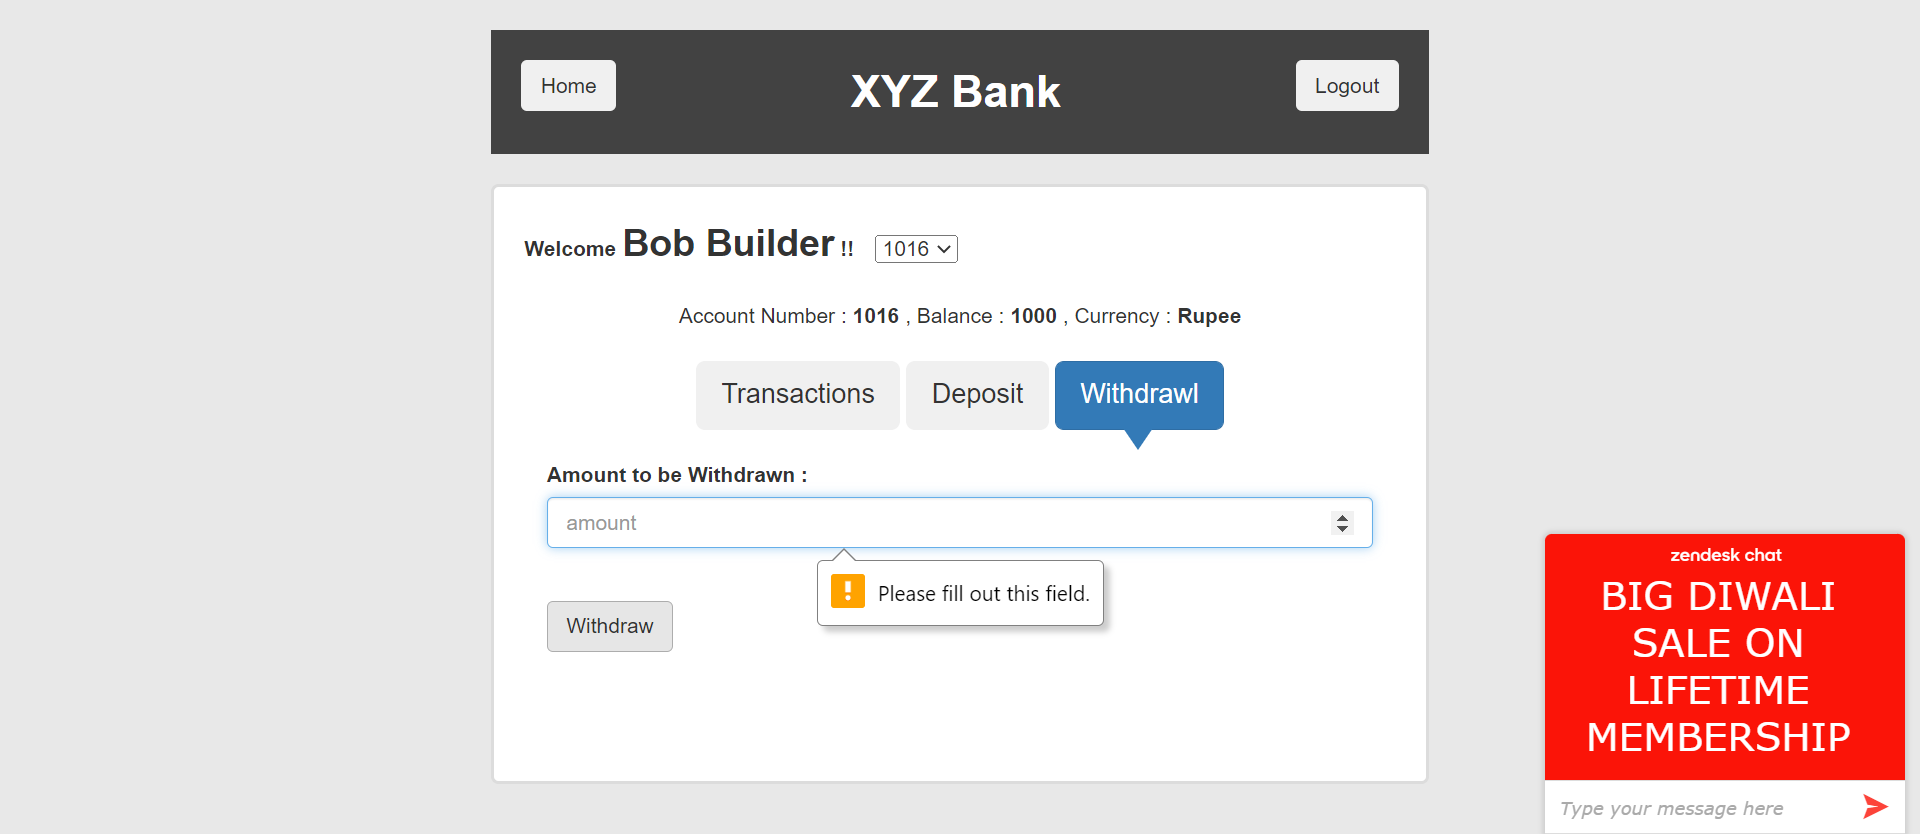 Home
XYZ Bank
Logout
Welcome Bob Builder !! 1016
Account Number : 1016 , Balance : 1000 , Currency : Rupee
Transactions
Deposit
Withdrawl
Amount to be Withdrawn :
amount
Please fill out this field.
Withdraw
zendesk chat
BIG DIWALI
SALE ON
LIFETIME
MEMBERSHIP
Type your message here